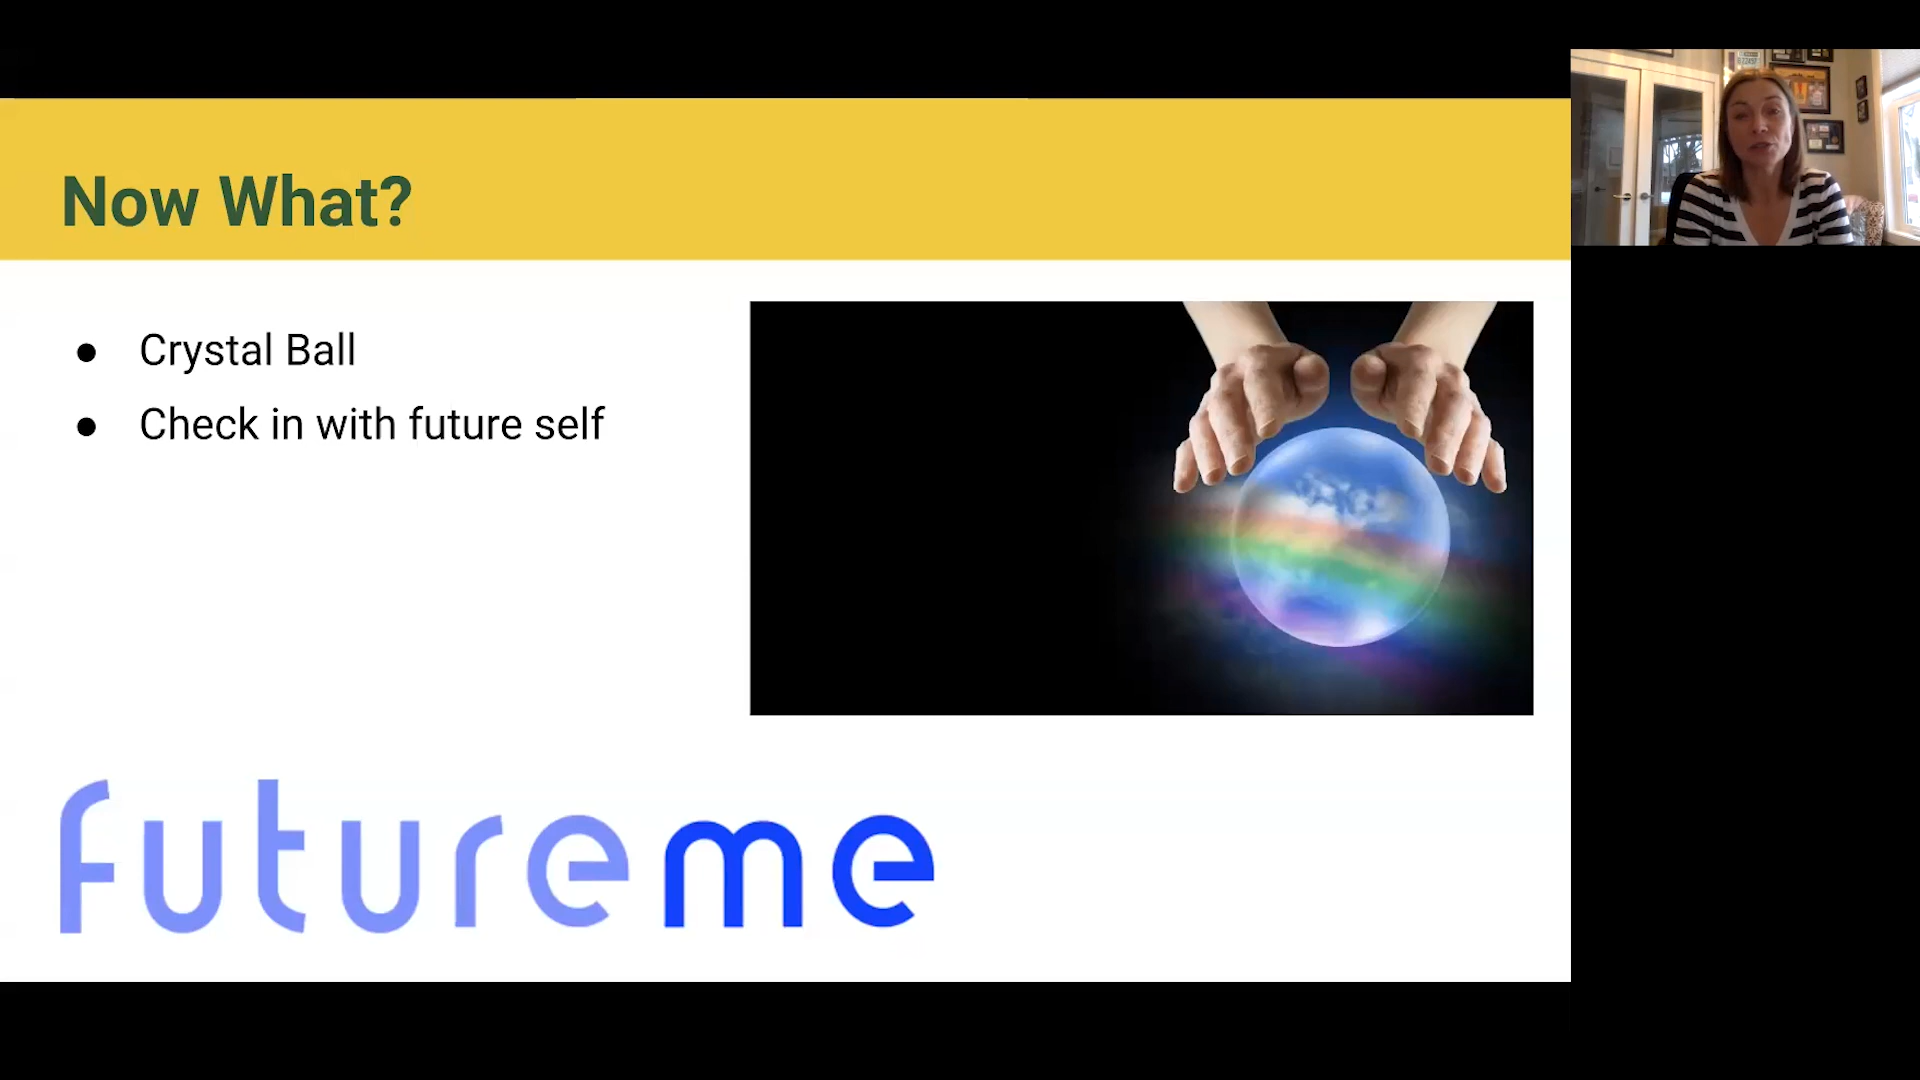 Now What?
● Crystal Ball
● Check in with future self
futureme